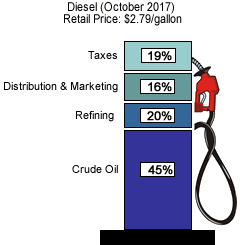 Diesel (October 2017)
Retail Price: $2.79/gallon
Taxes 19%
Distribution & Marketing 16%
Refining 20%
Crude Oil 45%